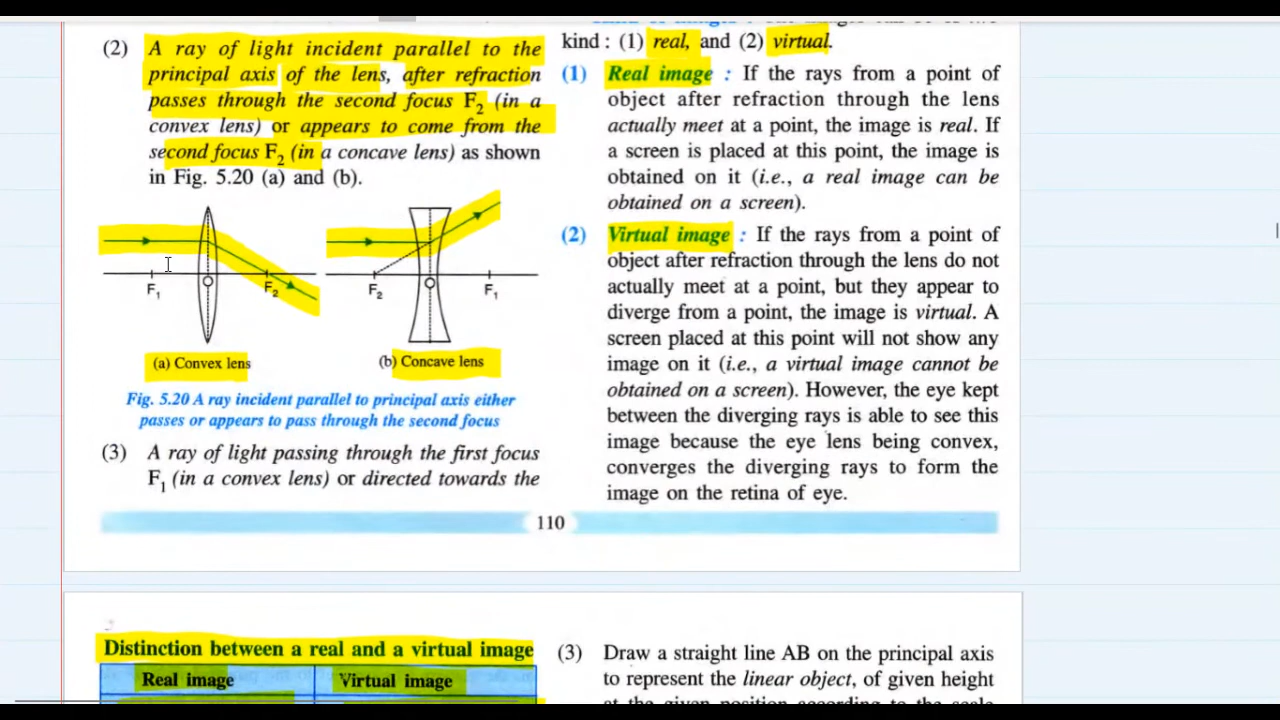 (2) A ray of light incident parallel to the
principal axis of the lens, after refraction
passes through the second focus F2 (in a
convex lens) or appears to come from the
second focus F2 (in a concave lens) as shown
in Fig. 5.20 (a) and (b).
F1
O
F2
F2
O
F1
(a) Convex lens
(b) Concave lens
Fig. 5.20 A ray incident parallel to principal axis either
passes or appears to pass through the second focus
(3) A ray of light passing through the first focus
F1 (in a convex lens) or directed towards the
kind : (1) real, and (2) virtual.
(1) Real image : If the rays from a point of
object after refraction through the lens
actually meet at a point, the image is real. If
a screen is placed at this point, the image is
obtained on it (i.e., a real image can be
obtained on a screen).
(2) Virtual image : If the rays from a point of
object after refraction through the lens do not
actually meet at a point, but they appear to
diverge from a point, the image is virtual. A
screen placed at this point will not show any
image on it (i.e., a virtual image cannot be
obtained on a screen). However, the eye kept
between the diverging rays is able to see this
image because the eye lens being convex,
converges the diverging rays to form the
image on the retina of eye.
110
Distinction between a real and a virtual image
Real image
Virtual image
(3) Draw a straight line AB on the principal axis
to represent the linear object, of given height
at the given position according to the scale